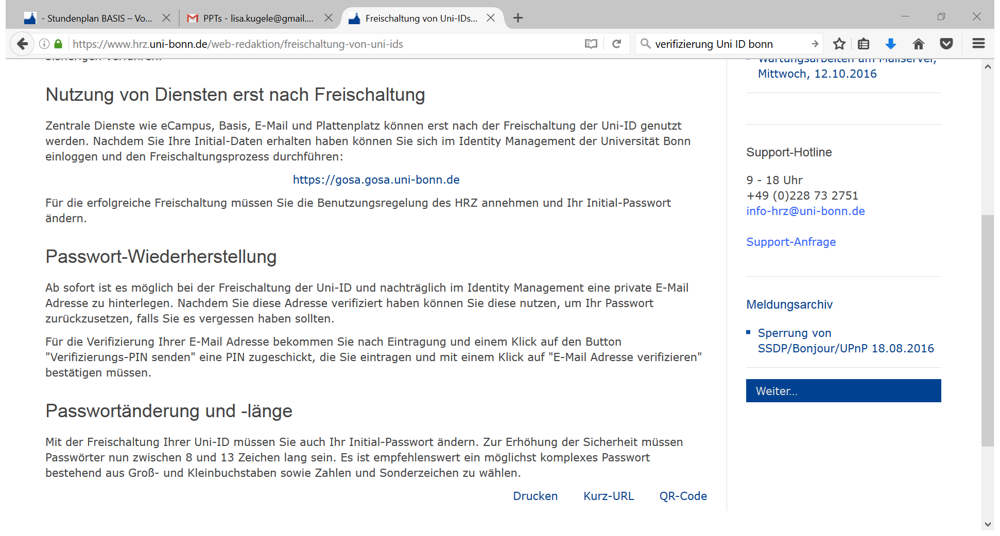 - Stundenplan BASIS – Vo...
PPTs - lisa.kugele@gmail....
Freischaltung von Uni-IDs...
https://www.hrz.uni-bonn.de/web-redaktion/freischaltung-von-uni-ids
verifizierung Uni ID bonn
bisherigen Verfahren.
Nutzung von Diensten erst nach Freischaltung
Zentrale Dienste wie eCampus, Basis, E-Mail und Plattenplatz können erst nach der Freischaltung der Uni-ID genutzt
werden. Nachdem Sie Ihre Initial-Daten erhalten haben können Sie sich im Identity Management der Universität Bonn
einloggen und den Freischaltungsprozess durchführen:
https://gosa.gosa.uni-bonn.de
Für die erfolgreiche Freischaltung müssen Sie die Benutzungsregelung des HRZ annehmen und Ihr Initial-Passwort
ändern.
Passwort-Wiederherstellung
Ab sofort ist es möglich bei der Freischaltung der Uni-ID und nachträglich im Identity Management eine private E-Mail
Adresse zu hinterlegen. Nachdem Sie diese Adresse verifiziert haben können Sie diese nutzen, um Ihr Passwort
zurückzusetzen, falls Sie es vergessen haben sollten.
Für die Verifizierung Ihrer E-Mail Adresse bekommen Sie nach Eintragung und einem Klick auf den Button
"Verifizierungs-PIN senden" eine PIN zugeschickt, die Sie eintragen und mit einem Klick auf "E-Mail Adresse verifizieren"
bestätigen müssen.
Passwortänderung und -länge
Mit der Freischaltung Ihrer Uni-ID müssen Sie auch Ihr Initial-Passwort ändern. Zur Erhöhung der Sicherheit müssen
Passwörter nun zwischen 8 und 13 Zeichen lang sein. Es ist empfehlenswert ein möglichst komplexes Passwort
bestehend aus Groß- und Kleinbuchstaben sowie Zahlen und Sonderzeichen zu wählen.
Drucken Kurz-URL QR-Code
Wartungsarbeiten am Mailserver,
Mittwoch, 12.10.2016
Support-Hotline
9 - 18 Uhr
+49 (0)228 73 2751
info-hrz@uni-bonn.de
Support-Anfrage
Meldungsarchiv
Sperrung von
SSDP/Bonjour/UPnP 18.08.2016
Weiter...